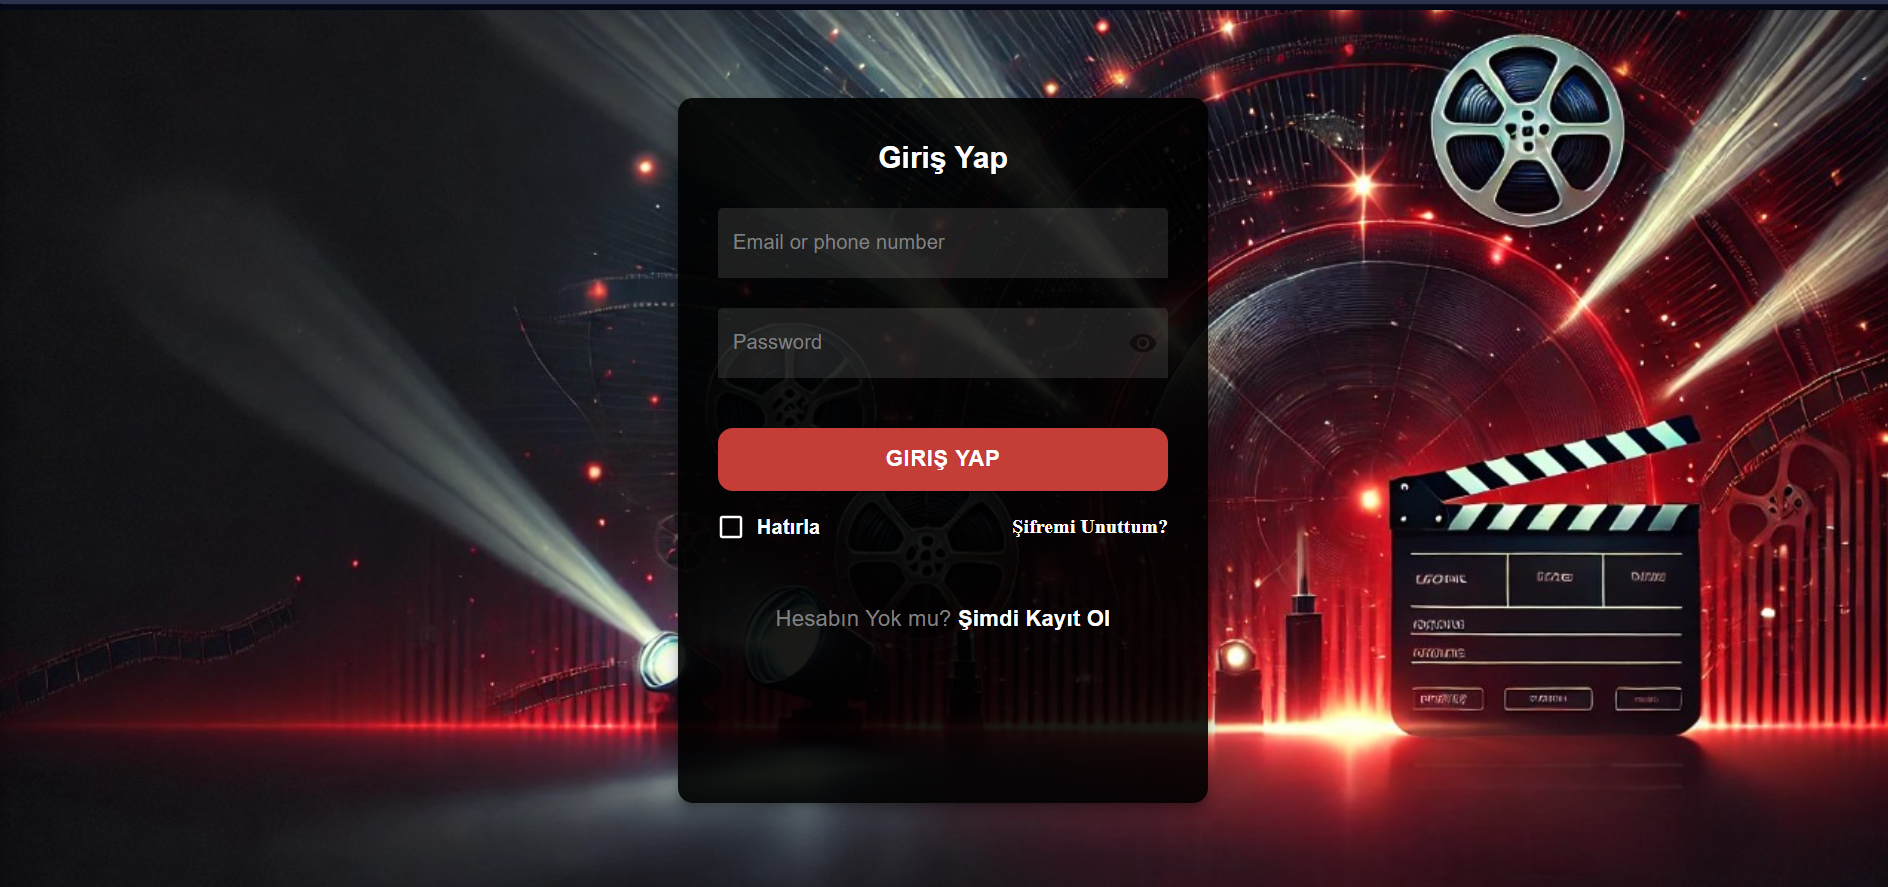 Giriş Yap
Email or phone number
Password
GIRIŞ YAP
Hatırla
Şifremi Unuttum?
Hesabın Yok mu? Şimdi Kayıt Ol